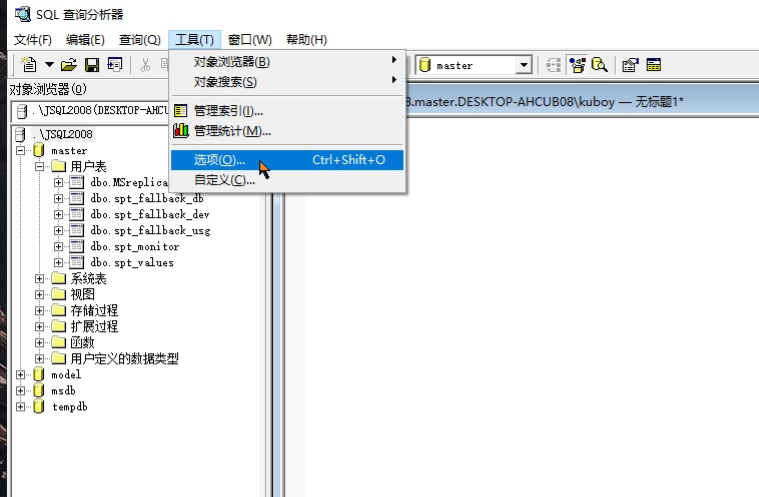 SQL 查询分析器
文件(F) 编辑(E) 查询(Q) 工具(T) 窗口(W) 帮助(H)
对象浏览器(B)
master
对象搜索(S)
管理索引(I)...
管理统计(M)...
选项(O)... Ctrl+Shift+O
自定义(C)...
对象浏览器(O)
.\JSQL2008(DESKTOP-AHCU
3.master.DESKTOP-AHCUB08\kuboy — 无标题1*
.\JSQL2008
master
用户表
dbo.MSreplica
dbo.spt_fallback_db
dbo.spt_fallback_dev
dbo.spt_fallback_usg
dbo.spt_monitor
dbo.spt_values
系统表
视图
存储过程
扩展过程
函数
用户定义的数据类型
model
msdb
tempdb